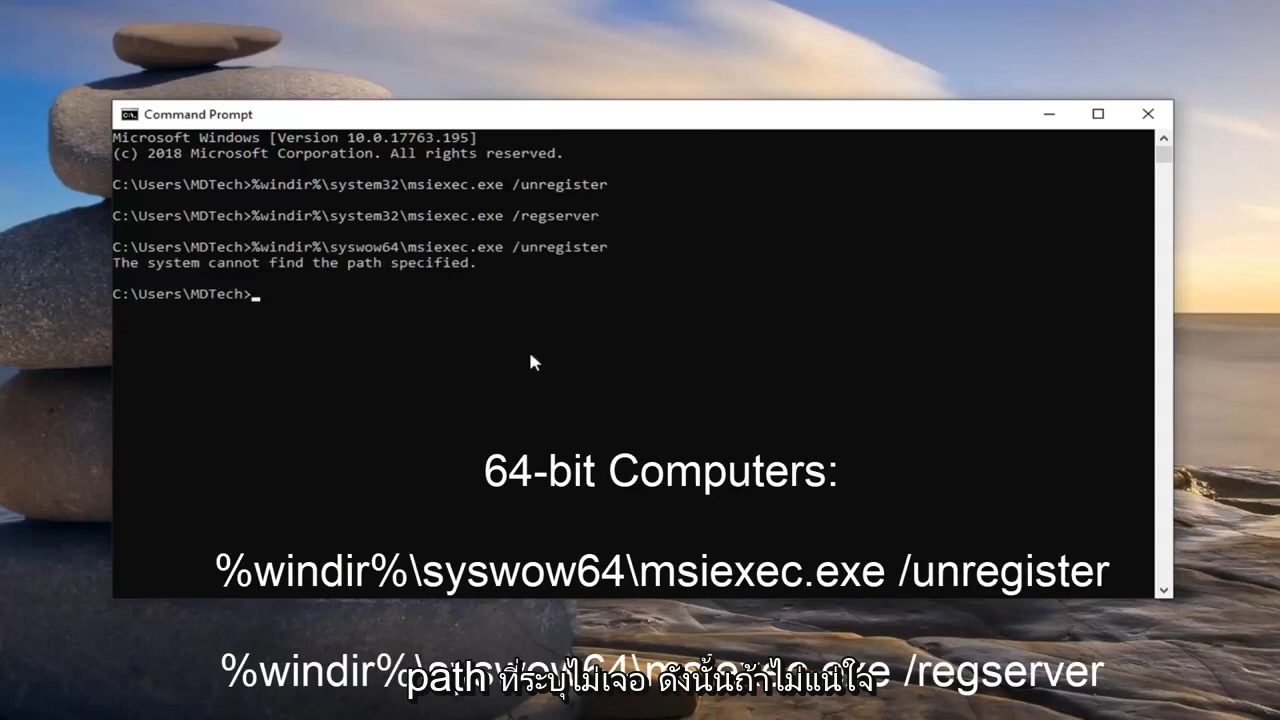 Command Prompt
Microsoft Windows [Version 10.0.17763.195]
(c) 2018 Microsoft Corporation. All rights reserved.
C:\Users\MDTech>%windir%\system32\msiexec.exe /unregister
C:\Users\MDTech>%windir%\system32\msiexec.exe /regserver
C:\Users\MDTech>%windir%\syswow64\msiexec.exe /unregister
The system cannot find the path specified.
C:\Users\MDTech>
64-bit Computers:
%windir%\syswow64\msiexec.exe /unregister
%windir%\syswow64\msiexec.exe /regserver
path ที่ระบุไม่เจอ ดังนั้นถ้าไม่แน่ใจ